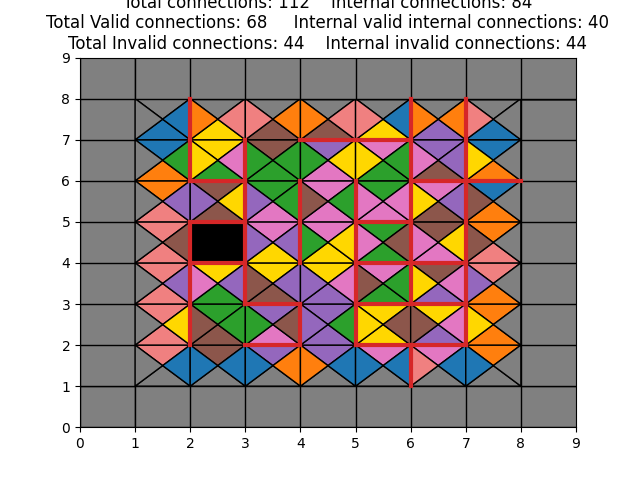 Total connections: 112    Internal connections: 84
Total Valid connections: 68     Internal valid internal connections: 40
Total Invalid connections: 44    Internal invalid connections: 44
9
8
7
6
5
4
3
2
1
0
0 1 2 3 4 5 6 7 8 9